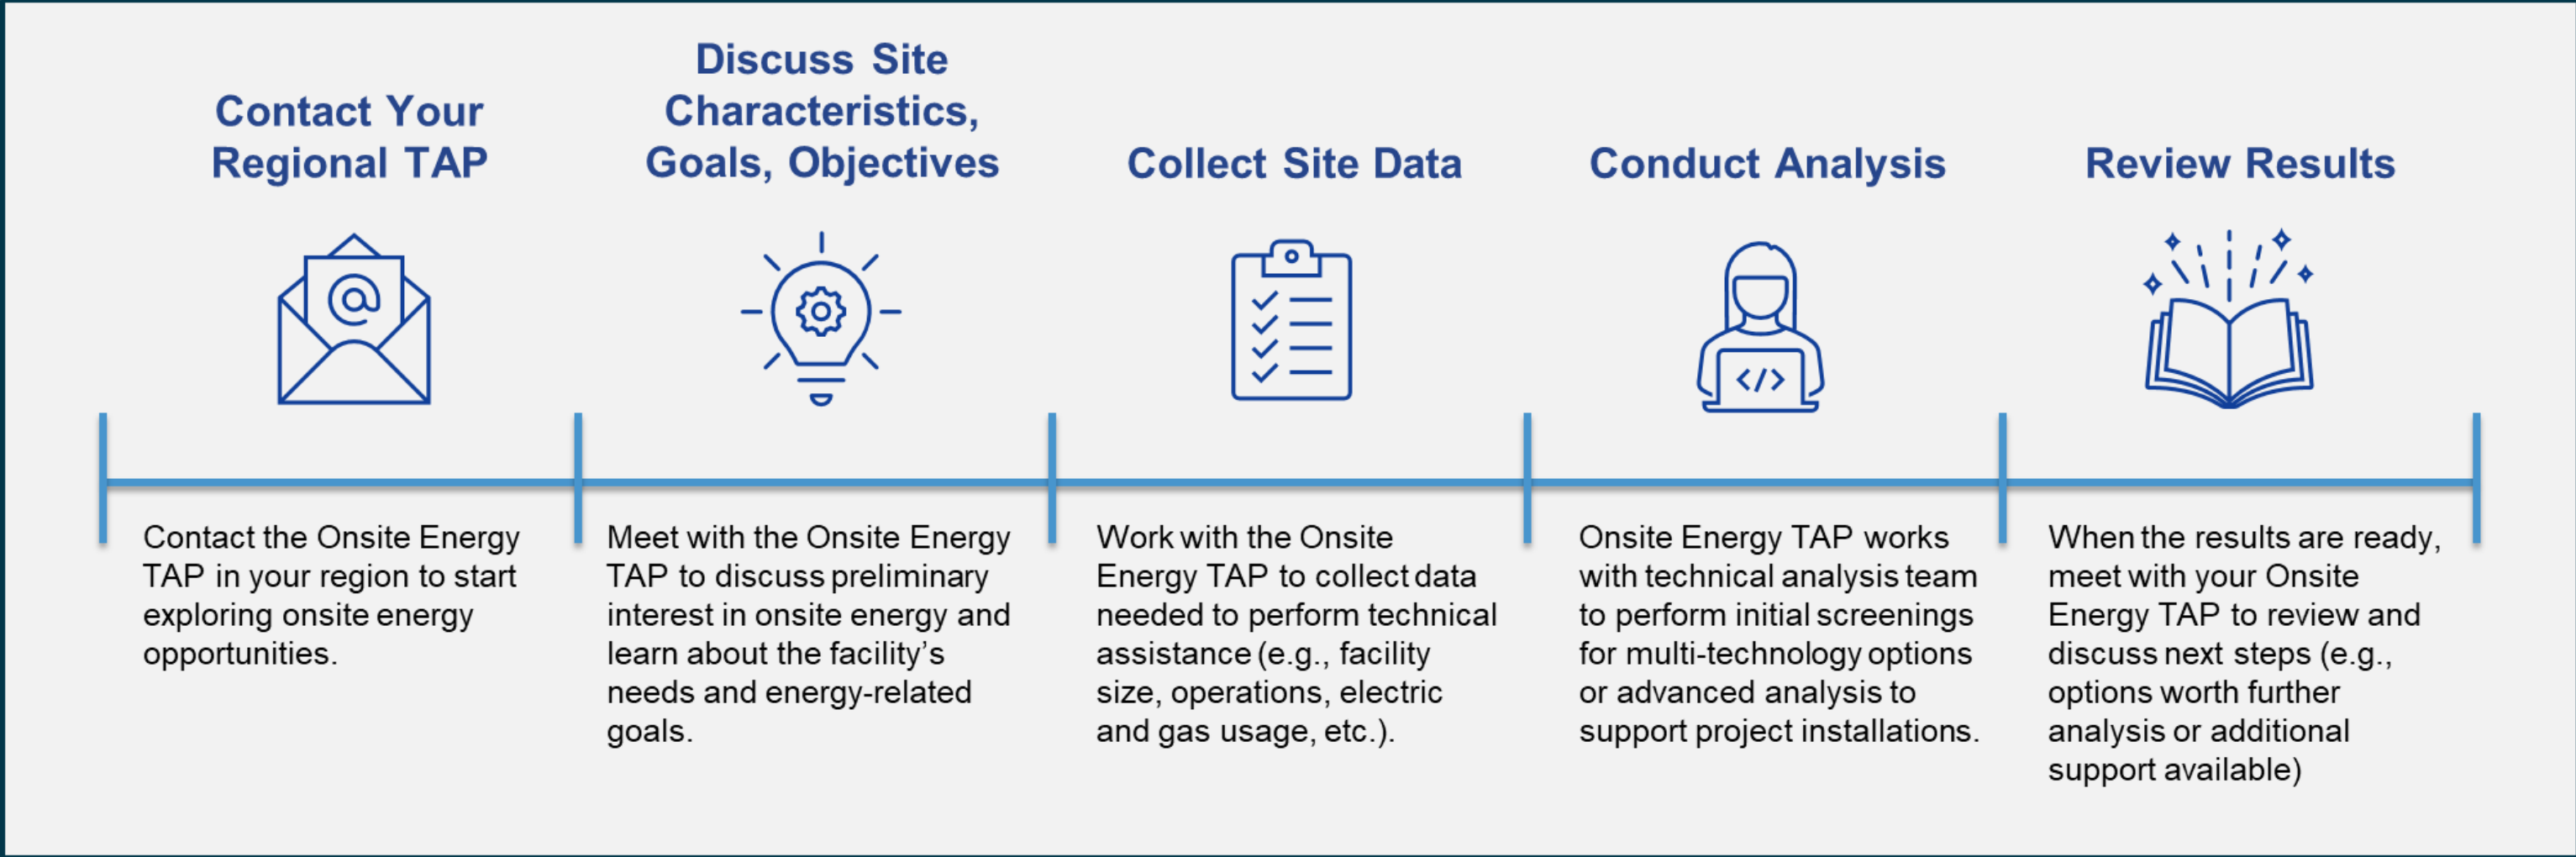 Contact Your
Regional TAP
Discuss Site
Characteristics,
Goals, Objectives
Collect Site Data
Conduct Analysis
Review Results
@
</>
Contact the Onsite Energy
TAP in your region to start
exploring onsite energy
opportunities.
Meet with the Onsite Energy
TAP to discuss preliminary
interest in onsite energy and
learn about the facility’s
needs and energy-related
goals.
Work with the Onsite
Energy TAP to collect data
needed to perform technical
assistance (e.g., facility
size, operations, electric
and gas usage, etc.).
Onsite Energy TAP works
with technical analysis team
to perform initial screenings
for multi-technology options
or advanced analysis to
support project installations.
When the results are ready,
meet with your Onsite
Energy TAP to review and
discuss next steps (e.g.,
options worth further
analysis or additional
support available)